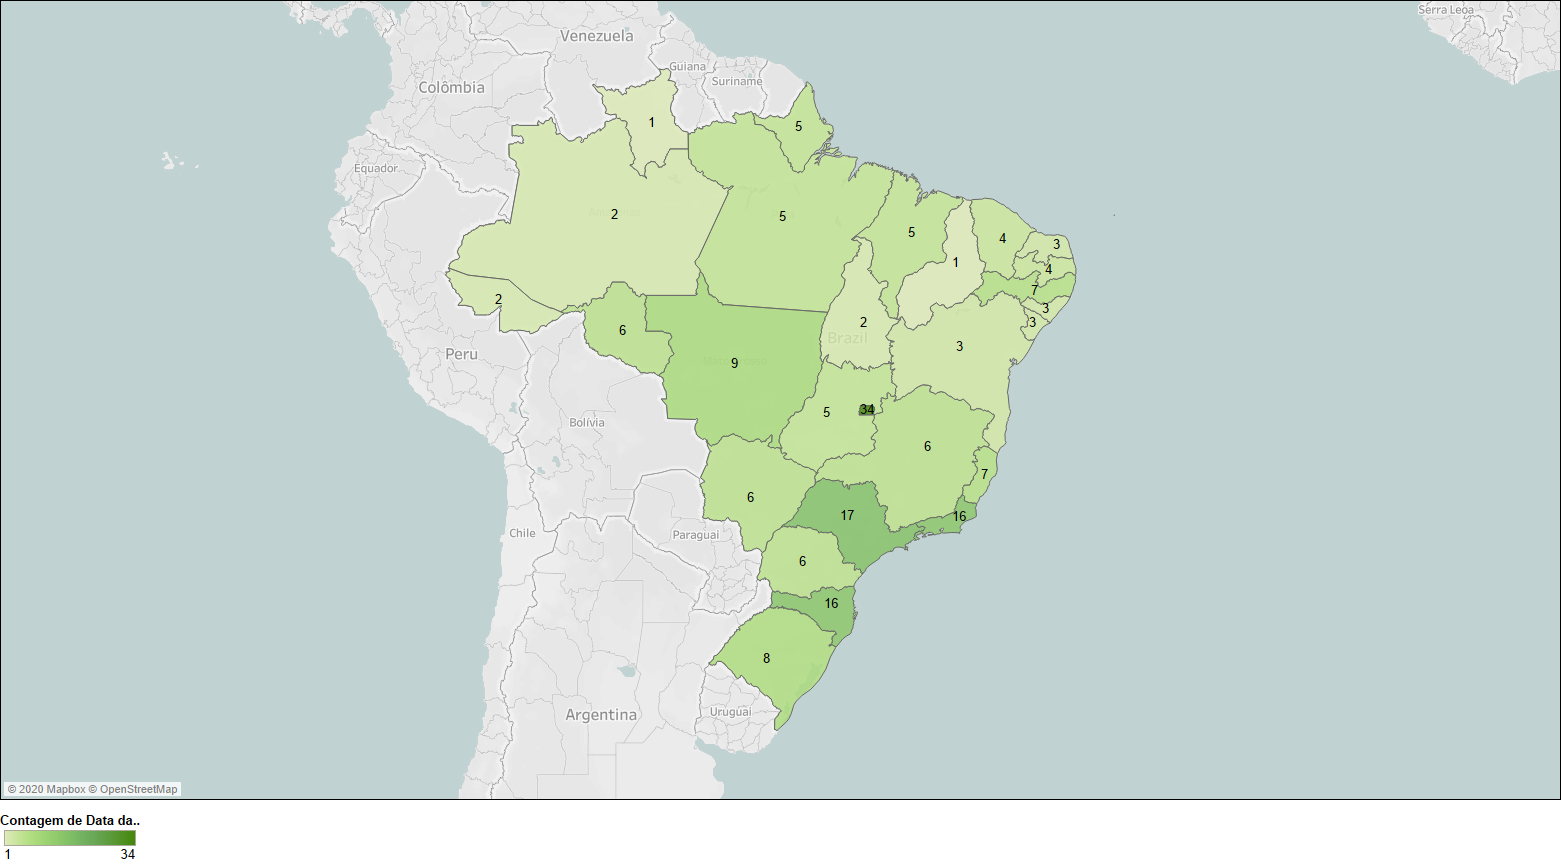 Serra Leoa
Venezuela
Guiana
Suriname
Colômbia
1
5
Equador
2
5
5
4
3
4
1
7
2
3
3
6
2
3
Brazil
Peru
9
5
34
Bolívia
6
7
6
17
16
Chile
Paraguai
6
16
8
Uruguai
Argentina
© 2020 Mapbox © OpenStreetMap
Contagem de Data da..
1
34